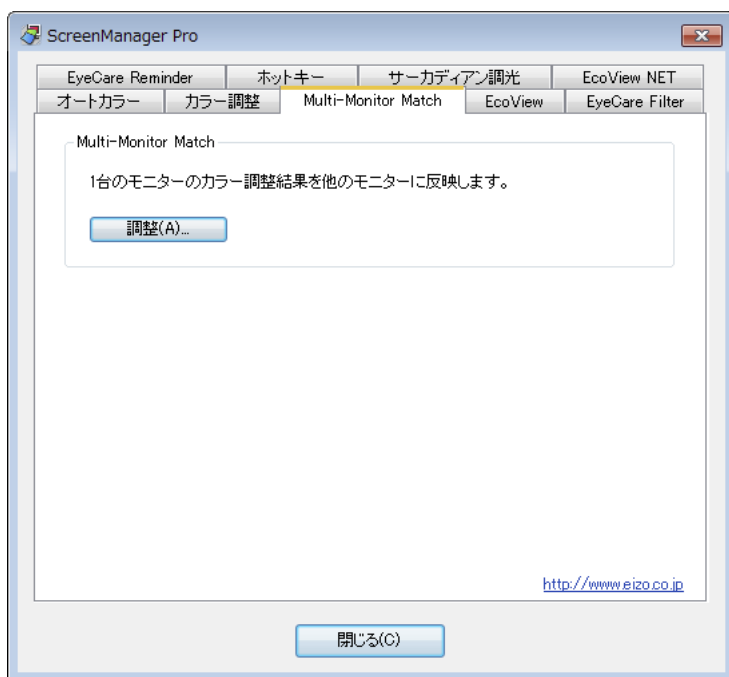 ScreenManager Pro
EyeCare Reminder ホットキー サーカディアン調光 EcoView NET
オートカラー カラー調整 Multi-Monitor Match EcoView EyeCare Filter
Multi-Monitor Match
1台のモニターのカラー調整結果を他のモニターに反映します。
調整(A)...
http://www.eizo.co.jp
閉じる(C)